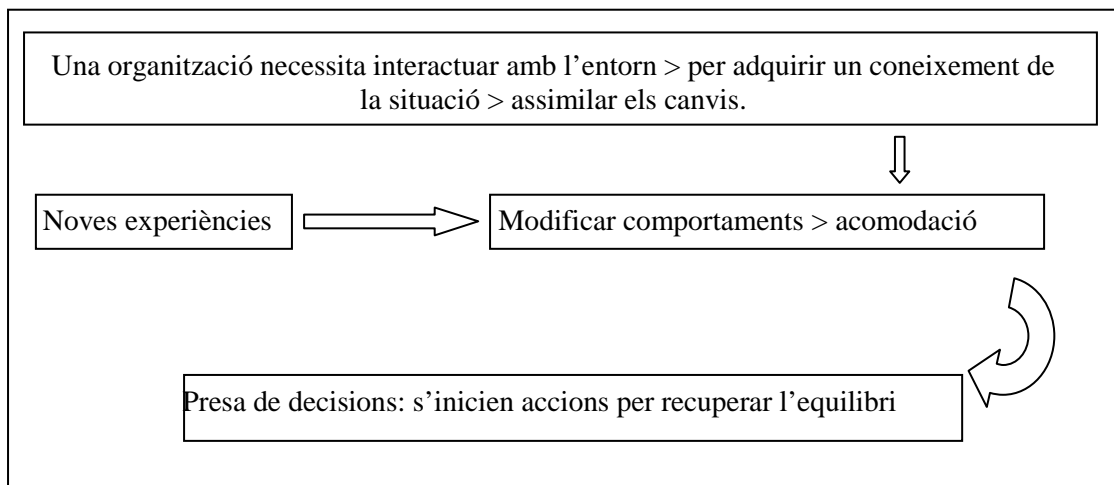 Una organització necessita interactuar amb l’entorn > per adquirir un coneixement de
la situació > assimilar els canvis.
Noves experiències
Modificar comportaments > acomodació
Presa de decisions: s’inicien accions per recuperar l’equilibri